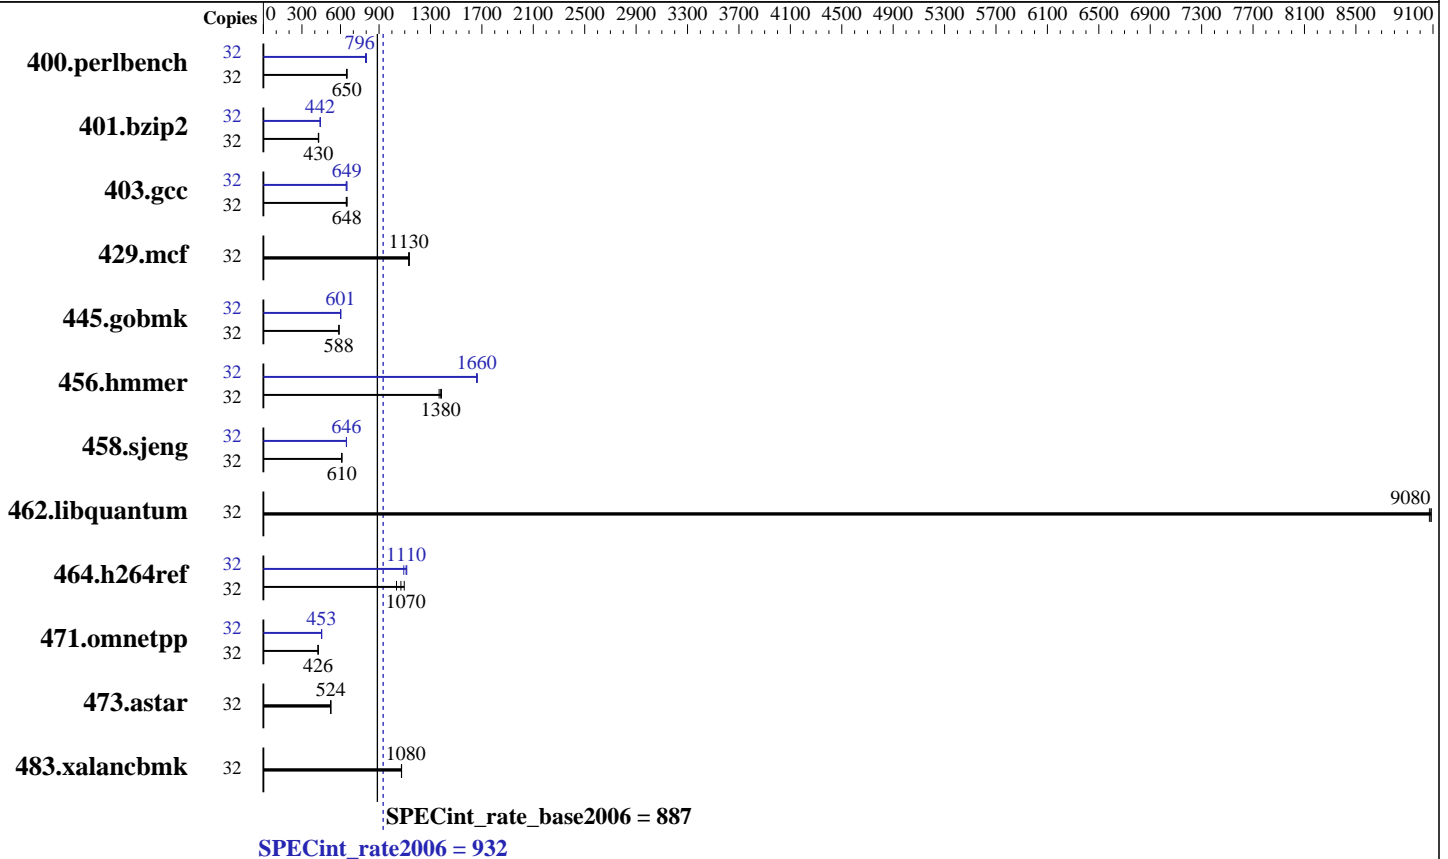 Copies 0 300 600 900 1300 1700 2100 2500 2900 3300 3700 4100 4500 4900 5300 5700 6100 6500 6900 7300 7700 8100 8500 9100
400.perlbench 32 796
32 650
401.bzip2 32 442
32 430
403.gcc 32 649
32 648
429.mcf 32 1130
445.gobmk 32 601
32 588
456.hmmer 32 1660
32 1380
458.sjeng 32 646
32 610
462.libquantum 32 9080
464.h264ref 32 1110
32 1070
471.omnetpp 32 453
32 426
473.astar 32 524
483.xalancbmk 32 1080
SPECint_rate_base2006 = 887
SPECint_rate2006 = 932